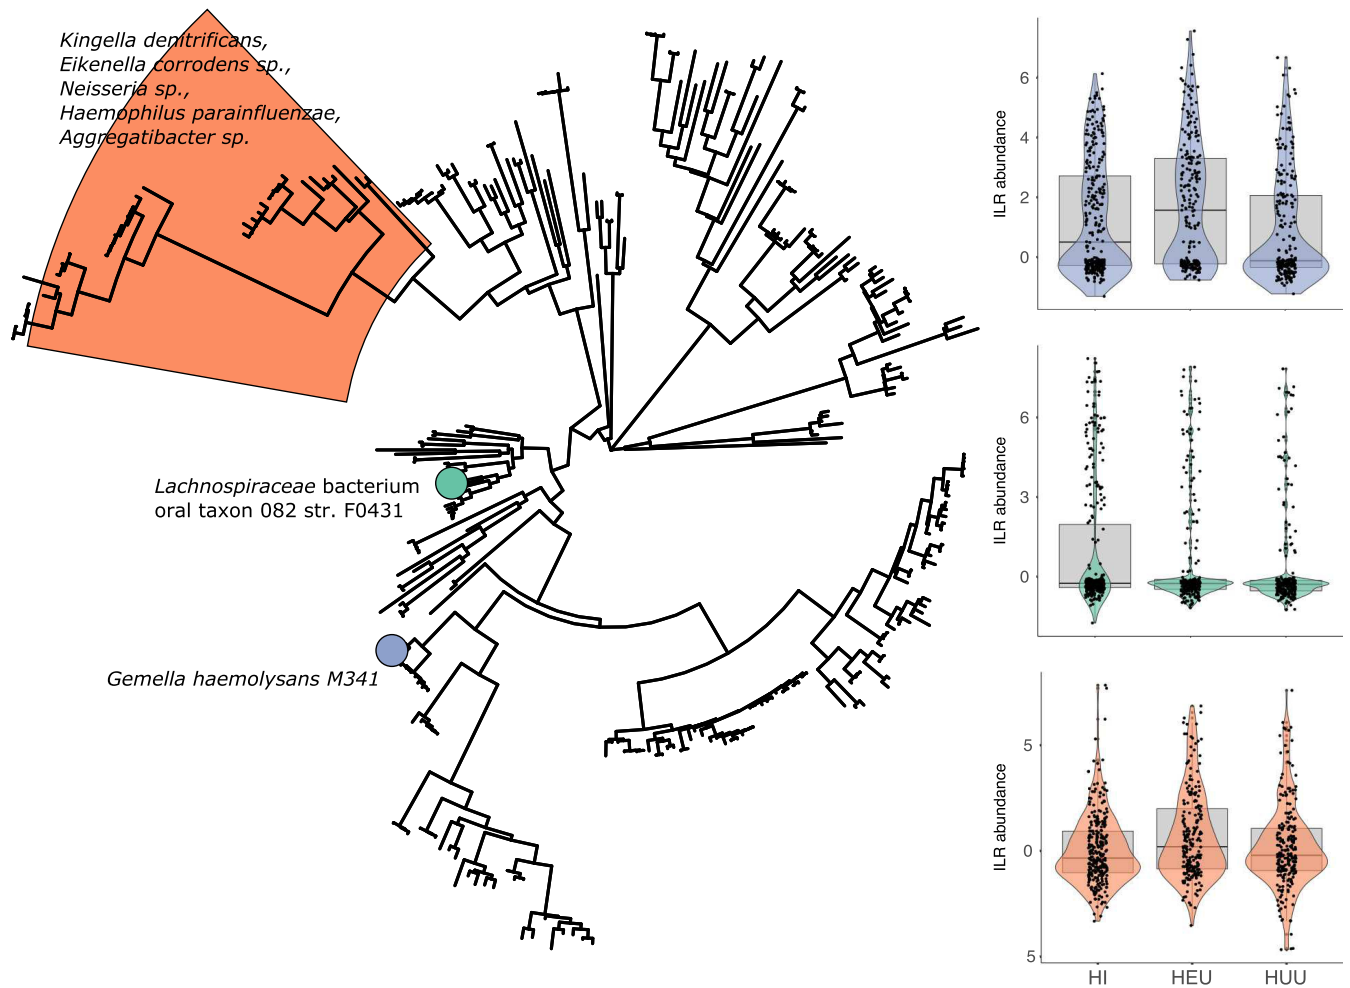 Kingella denitrificans,
Eikenella corrodens sp.,
Neisseria sp.,
Haemophilus parainfluenzae,
Aggregatibacter sp.
Lachnospiraceae bacterium
oral taxon 082 str. F0431
Gemella haemolysans M341
ILR abundance
6
4
2
0
ILR abundance
6
3
0
ILR abundance
5
0
5
HI
HEU
HUU